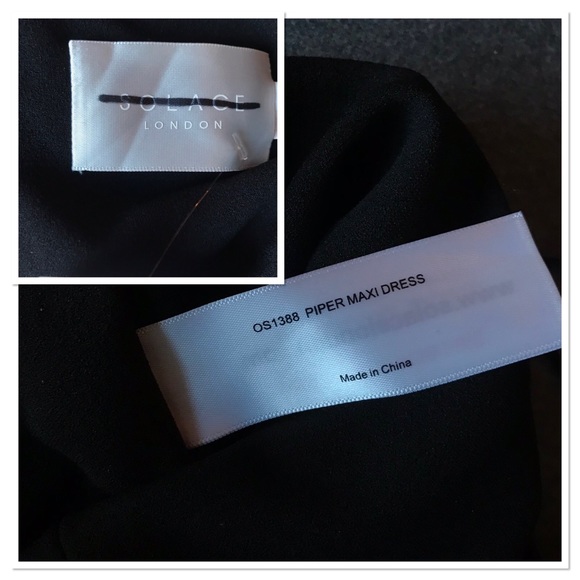 SOLACE
LONDON
OS1388 PIPER MAXI DRESS
Made in China